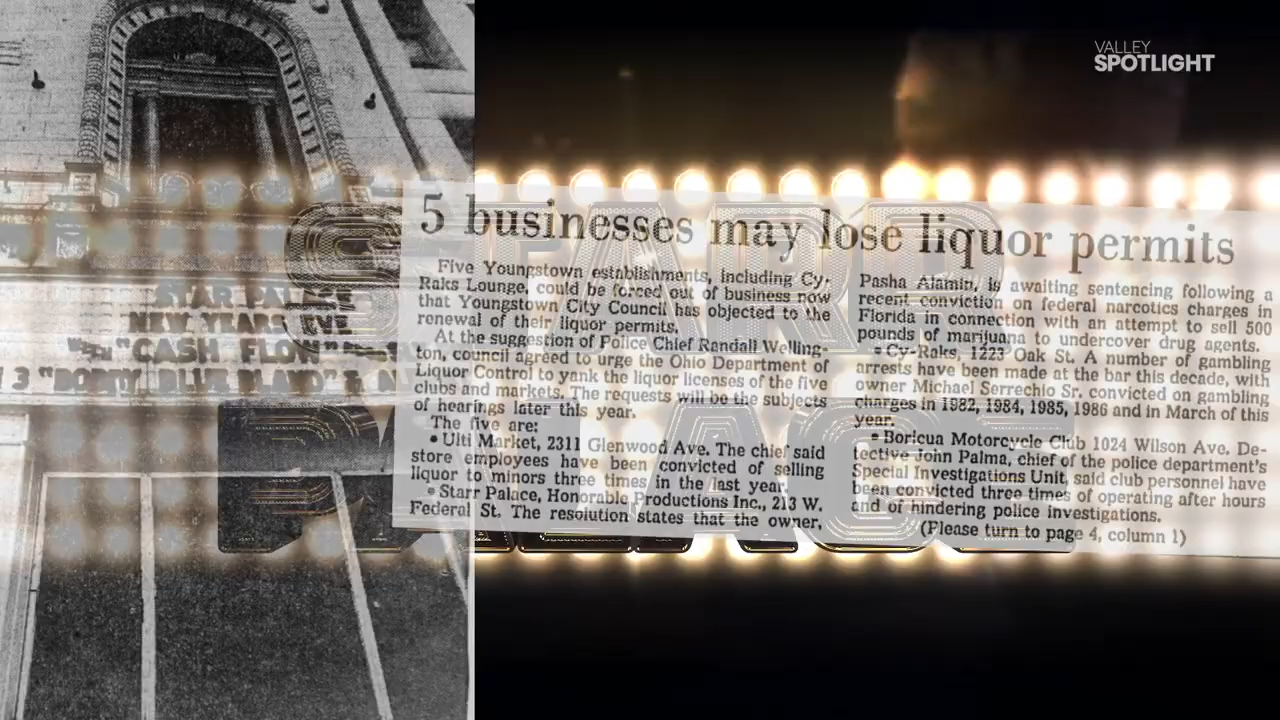 VALLEY
SPOTLIGHT
5 businesses may lose liquor permits
Five Youngstown establishments, including Cy-
Raks Lounge, could be forced out of business now
that Youngstown City Council has objected to the
renewal of their liquor permits.
At the suggestion of Police Chief Randall Welling-
ton, council agreed to urge the Ohio Department of
Liquor Control to yank the liquor licenses of the five
clubs and markets. The requests will be the subjects
of hearings later this year.
The five are:
• Ulti Market, 2311 Glenwood Ave. The chief said
store employees have been convicted of selling
liquor to minors three times in the last year.
• Starr Palace, Honorable Productions Inc., 213 W.
Federal St. The resolution states that the owner,
Pasha Alamin, is awaiting sentencing following a
recent conviction on federal narcotics charges in
Florida in connection with an attempt to sell 500
pounds of marijuana to undercover drug agents.
• Cy-Raks, 1223 Oak St. A number of gambling
arrests have been made at the bar this decade, with
owner Michael Serrechio Sr. convicted on gambling
charges in 1982, 1984, 1985, 1986 and in March of this
year.
• Boricua Motorcycle Club 1024 Wilson Ave. De-
tective John Palma, chief of the police department's
Special Investigations Unit, said club personnel have
been convicted three times of operating after hours
and of hindering police investigations.
(Please turn to page 4, column 1)
STARR
PALACE
STAR PALACE
NEW YEARS EVE
"CASH FLOW"
"BOBBY BLUE BLAND" &